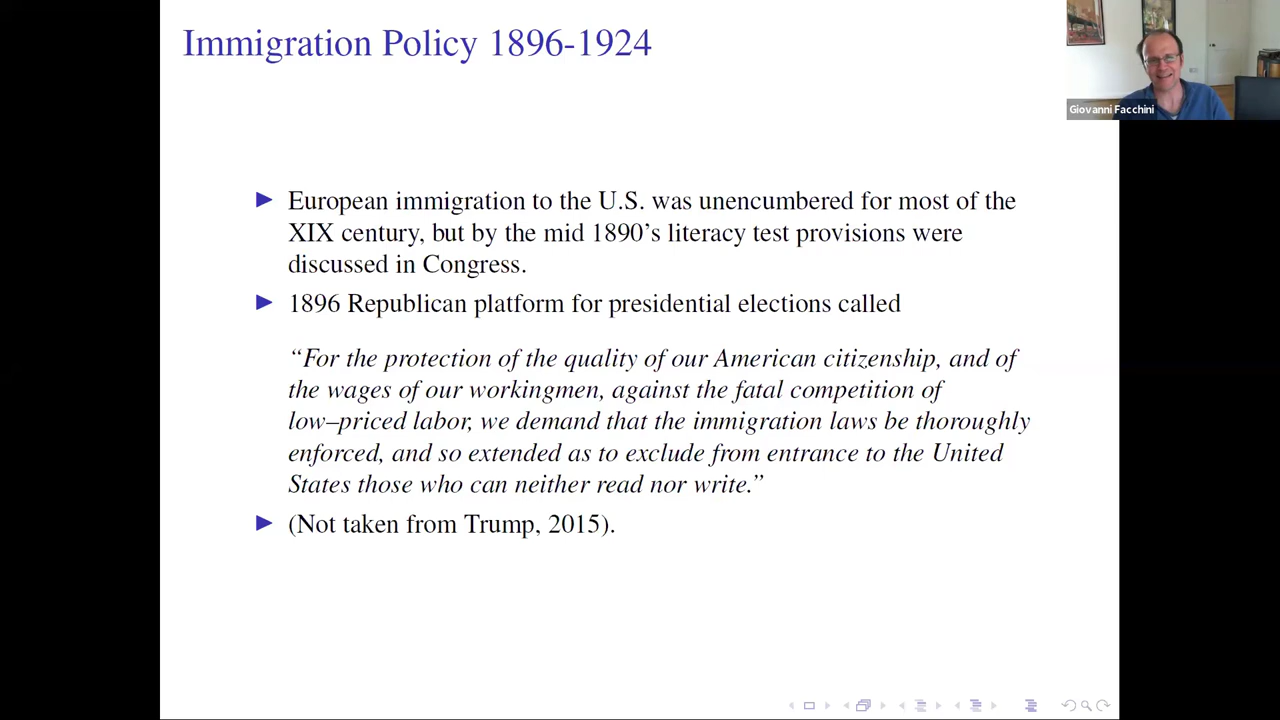 Immigration Policy 1896-1924
Giovanni Facchini
► European immigration to the U.S. was unencumbered for most of the
XIX century, but by the mid 1890’s literacy test provisions were
discussed in Congress.
► 1896 Republican platform for presidential elections called
“For the protection of the quality of our American citizenship, and of
the wages of our workingmen, against the fatal competition of
low–priced labor, we demand that the immigration laws be thoroughly
enforced, and so extended as to exclude from entrance to the United
States those who can neither read nor write.”
► (Not taken from Trump, 2015).